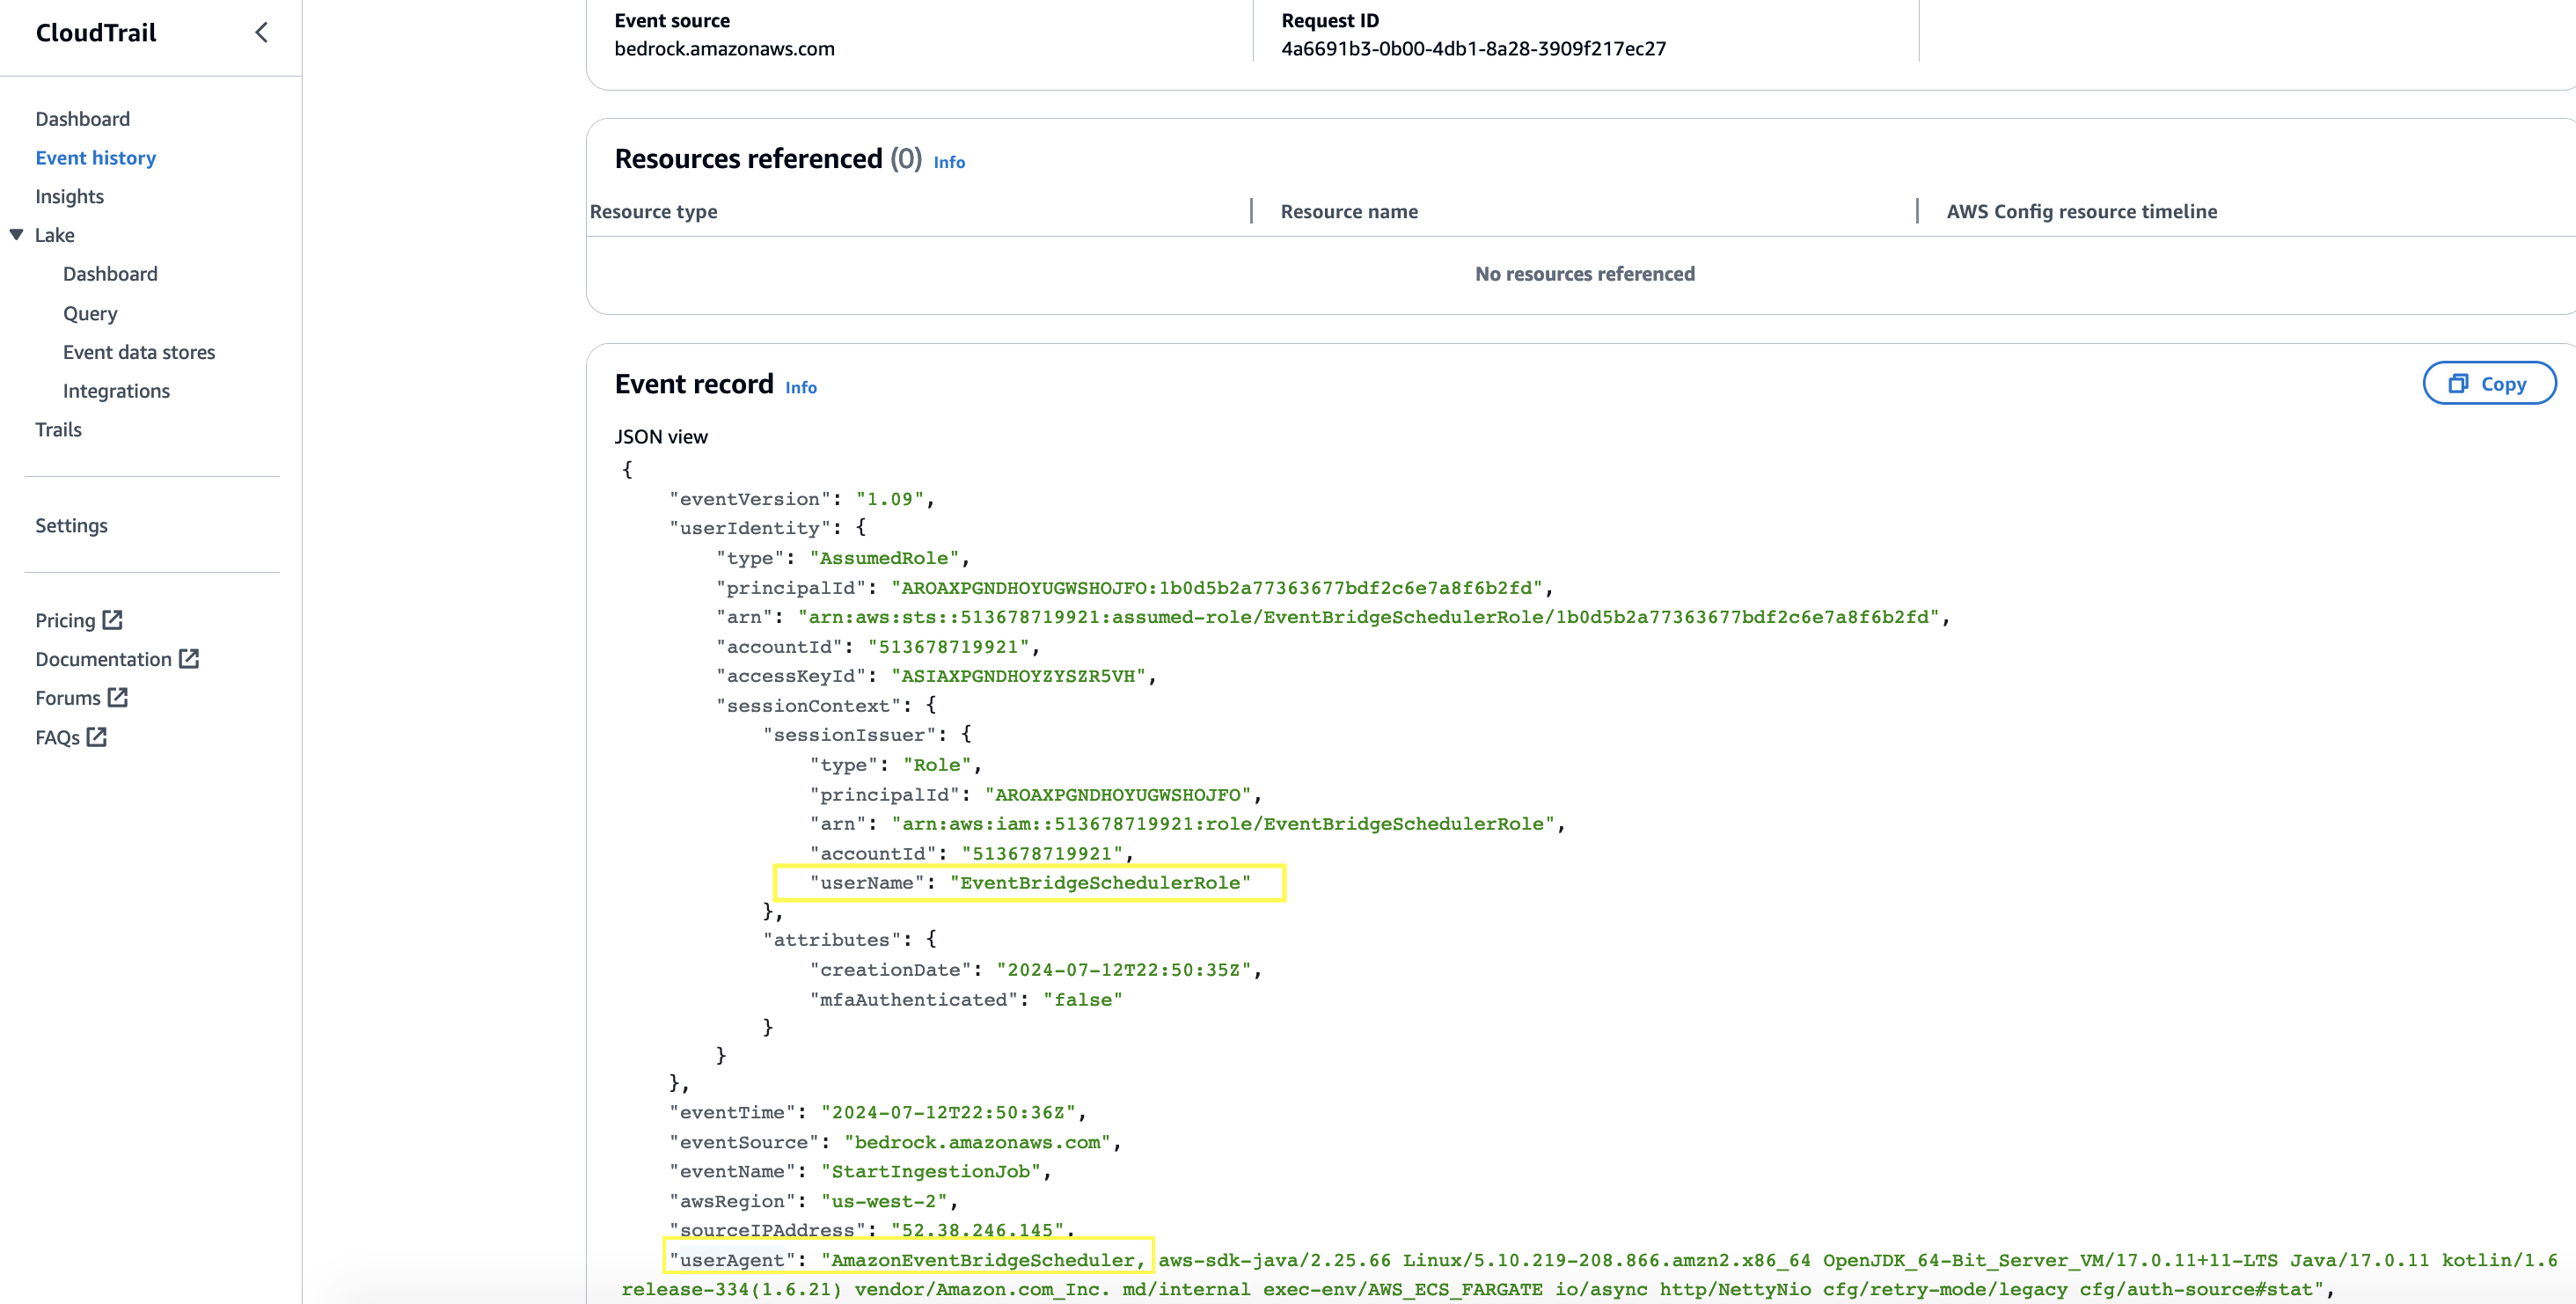 CloudTrail
Dashboard
Event history
Insights
Lake
Dashboard
Query
Event data stores
Integrations
Trails
Settings
Pricing
Documentation
Forums
FAQs
Event source
bedrock.amazonaws.com
Request ID
4a6691b3-0b00-4db1-8a28-3909f217ec27
Resources referenced (0) Info
Resource type
Resource name
AWS Config resource timeline
No resources referenced
Event record Info
Copy
JSON view
{
"eventVersion": "1.09",
"userIdentity": {
"type": "AssumedRole",
"principalId": "AROAXPGNDHOYUGWSHOJFO:1b0d5b2a77363677bdf2c6e7a8f6b2fd",
"arn": "arn:aws:sts::513678719921:assumed-role/EventBridgeSchedulerRole/1b0d5b2a77363677bdf2c6e7a8f6b2fd",
"accountId": "513678719921",
"accessKeyId": "ASIAXPGNDHOYZYSZR5VH",
"sessionContext": {
"sessionIssuer": {
"type": "Role",
"principalId": "AROAXPGNDHOYUGWSHOJFO",
"arn": "arn:aws:iam::513678719921:role/EventBridgeSchedulerRole",
"accountId": "513678719921",
"userName": "EventBridgeSchedulerRole"
},
"attributes": {
"creationDate": "2024-07-12T22:50:35Z",
"mfaAuthenticated": "false"
}
}
},
"eventTime": "2024-07-12T22:50:36Z",
"eventSource": "bedrock.amazonaws.com",
"eventName": "StartIngestionJob",
"awsRegion": "us-west-2",
"sourceIPAddress": "52.38.246.145",
"userAgent": "AmazonEventBridgeScheduler, aws-sdk-java/2.25.66 Linux/5.10.219-208.866.amzn2.x86_64 OpenJDK_64-Bit_Server_VM/17.0.11+11-LTS Java/17.0.11 kotlin/1.6
release-334(1.6.21) vendor/Amazon.com_Inc. md/internal exec-env/AWS_ECS_FARGATE io/async http/NettyNio cfg/retry-mode/legacy cfg/auth-source#stat",